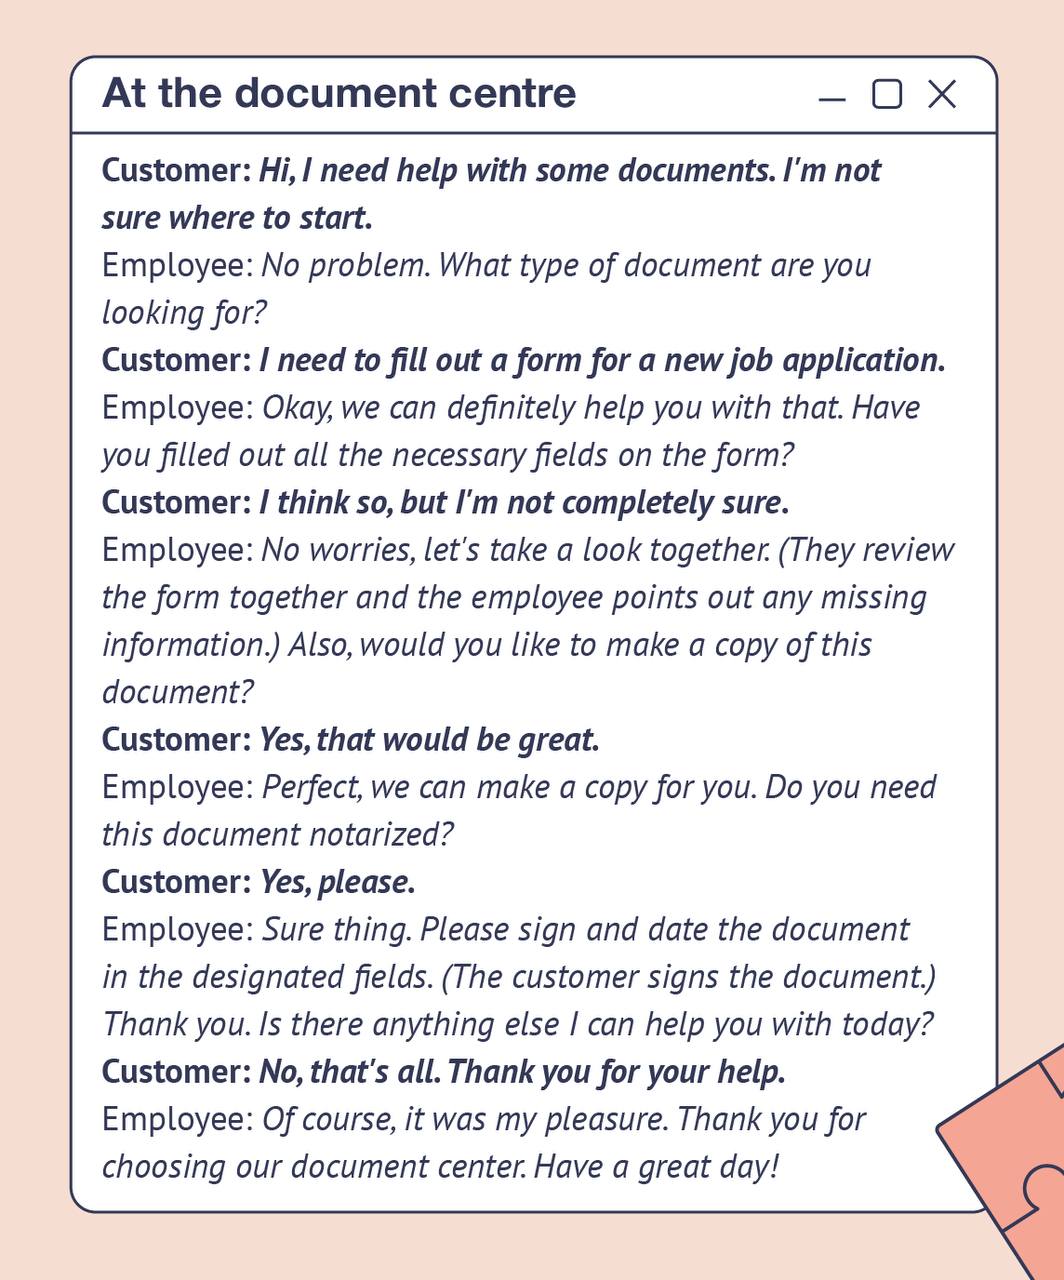 At the document centre
Customer: Hi, I need help with some documents. I'm not
sure where to start.
Employee: No problem. What type of document are you
looking for?
Customer: I need to fill out a form for a new job application.
Employee: Okay, we can definitely help you with that. Have
you filled out all the necessary fields on the form?
Customer: I think so, but I'm not completely sure.
Employee: No worries, let's take a look together. (They review
the form together and the employee points out any missing
information.) Also, would you like to make a copy of this
document?
Customer: Yes, that would be great.
Employee: Perfect, we can make a copy for you. Do you need
this document notarized?
Customer: Yes, please.
Employee: Sure thing. Please sign and date the document
in the designated fields. (The customer signs the document.)
Thank you. Is there anything else I can help you with today?
Customer: No, that's all. Thank you for your help.
Employee: Of course, it was my pleasure. Thank you for
choosing our document center. Have a great day!